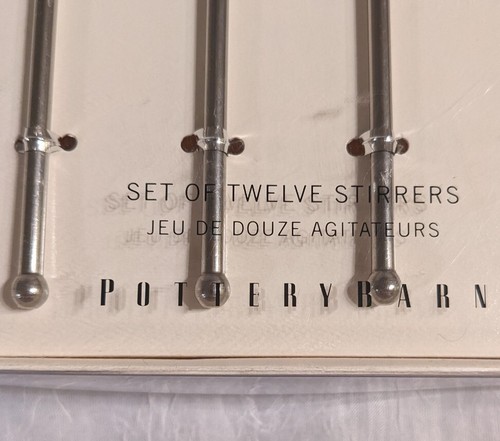 SET OF TWELVE STIRRERS
JEU DE DOUZE AGITATEURS
POTTERYBARN